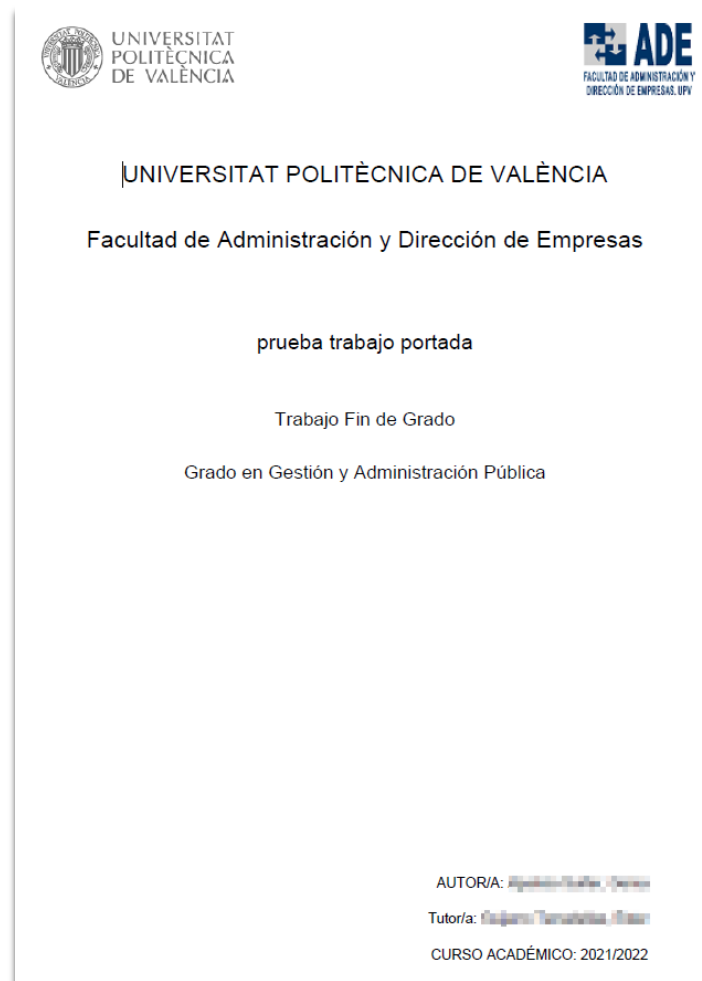 UNIVERSITAT
POLITÈCNICA
DE VALÈNCIA
ADE
FACULTAD DE ADMINISTRACIÓN Y
DIRECCIÓN DE EMPRESAS. UPV
UNIVERSITAT POLITÈCNICA DE VALÈNCIA
Facultad de Administración y Dirección de Empresas
prueba trabajo portada
Trabajo Fin de Grado
Grado en Gestión y Administración Pública
AUTOR/A:
Tutor/a:
CURSO ACADÉMICO: 2021/2022